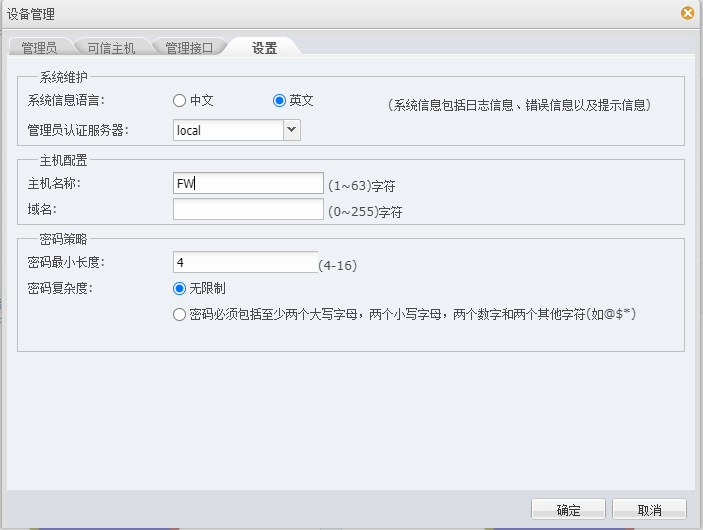 设备管理
管理员 可信主机 管理接口 设置
系统维护
系统信息语言: 中文 英文 (系统信息包括日志信息、错误信息以及提示信息)
管理员认证服务器: local
主机配置
主机名称: FW (1~63)字符
域名: (0~255)字符
密码策略
密码最小长度: 4 (4-16)
密码复杂度: 无限制
密码必须包括至少两个大写字母，两个小写字母，两个数字和两个其他字符(如@$*)
确定 取消